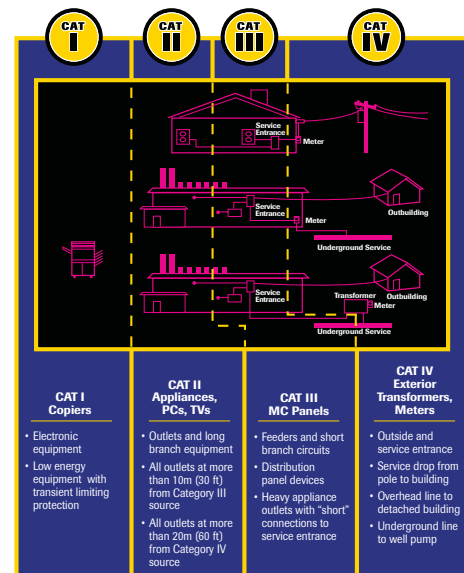 CAT
I
CAT
II
CAT
III
CAT
IV
Service
Entrance
Meter
Service
Entrance
Meter
Outbuilding
Underground Service
Service
Entrance
Transformer
Outbuilding
Meter
Underground Service
CAT I
Copiers
• Electronic
equipment
• Low energy
equipment with
transient limiting
protection
CAT II
Appliances,
PCs, TVs
• Outlets and long
branch equipment
• All outlets at more
than 10m (30 ft)
from Category III
source
• All outlets at more
than 20m (60 ft)
from Category IV
source
CAT III
MC Panels
• Feeders and short
branch circuits
• Distribution
panel devices
• Heavy appliance
outlets with “short”
connections to
service entrance
CAT IV
Exterior
Transformers,
Meters
• Outside and
service entrance
• Service drop from
pole to building
• Overhead line to
detached building
• Underground line
to well pump